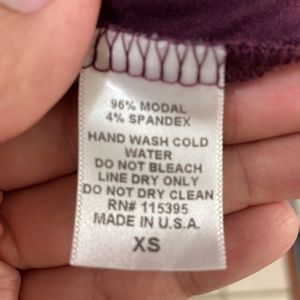 96% MODAL
4% SPANDEX
HAND WASH COLD
WATER
DO NOT BLEACH
LINE DRY ONLY
DO NOT DRY CLEAN
RN# 115395
MADE IN U.S.A.
XS